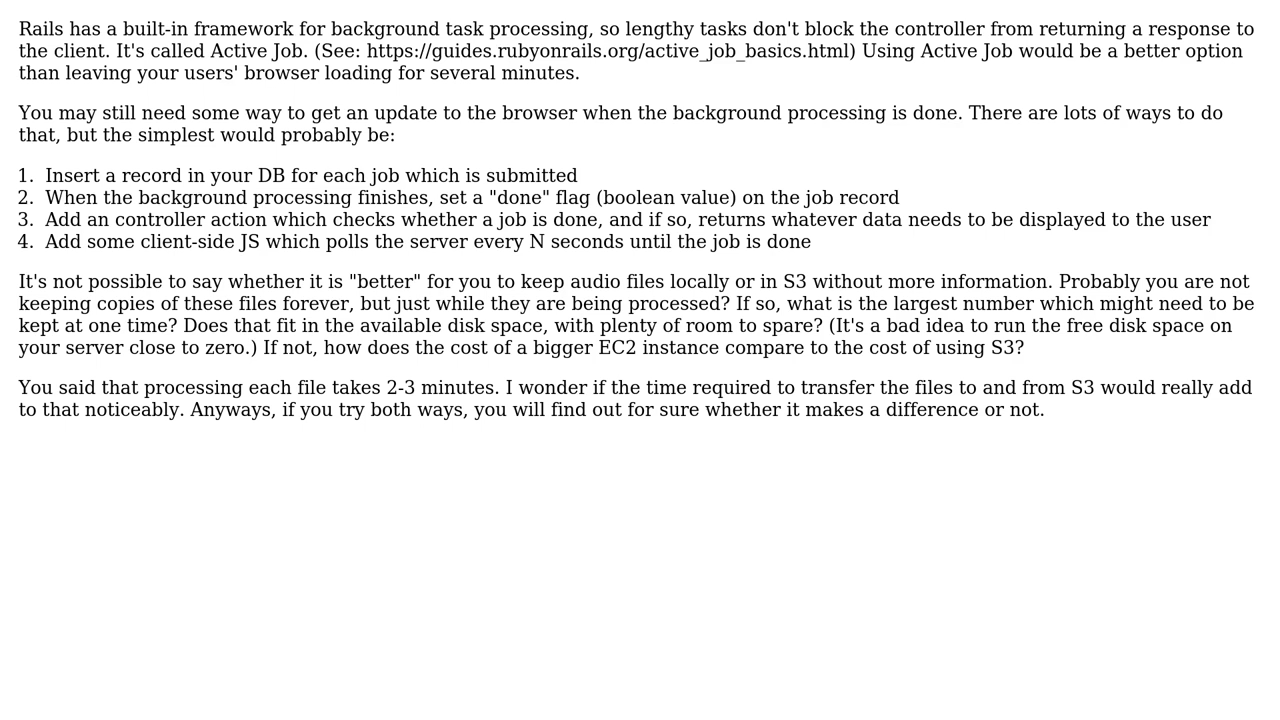 Rails has a built-in framework for background task processing, so lengthy tasks don't block the controller from returning a response to
the client. It's called Active Job. (See: https://guides.rubyonrails.org/active_job_basics.html) Using Active Job would be a better option
than leaving your users' browser loading for several minutes.
You may still need some way to get an update to the browser when the background processing is done. There are lots of ways to do
that, but the simplest would probably be:
1. Insert a record in your DB for each job which is submitted
2. When the background processing finishes, set a "done" flag (boolean value) on the job record
3. Add an controller action which checks whether a job is done, and if so, returns whatever data needs to be displayed to the user
4. Add some client-side JS which polls the server every N seconds until the job is done
It's not possible to say whether it is "better" for you to keep audio files locally or in S3 without more information. Probably you are not
keeping copies of these files forever, but just while they are being processed? If so, what is the largest number which might need to be
kept at one time? Does that fit in the available disk space, with plenty of room to spare? (It's a bad idea to run the free disk space on
your server close to zero.) If not, how does the cost of a bigger EC2 instance compare to the cost of using S3?
You said that processing each file takes 2-3 minutes. I wonder if the time required to transfer the files to and from S3 would really add
to that noticeably. Anyways, if you try both ways, you will find out for sure whether it makes a difference or not.